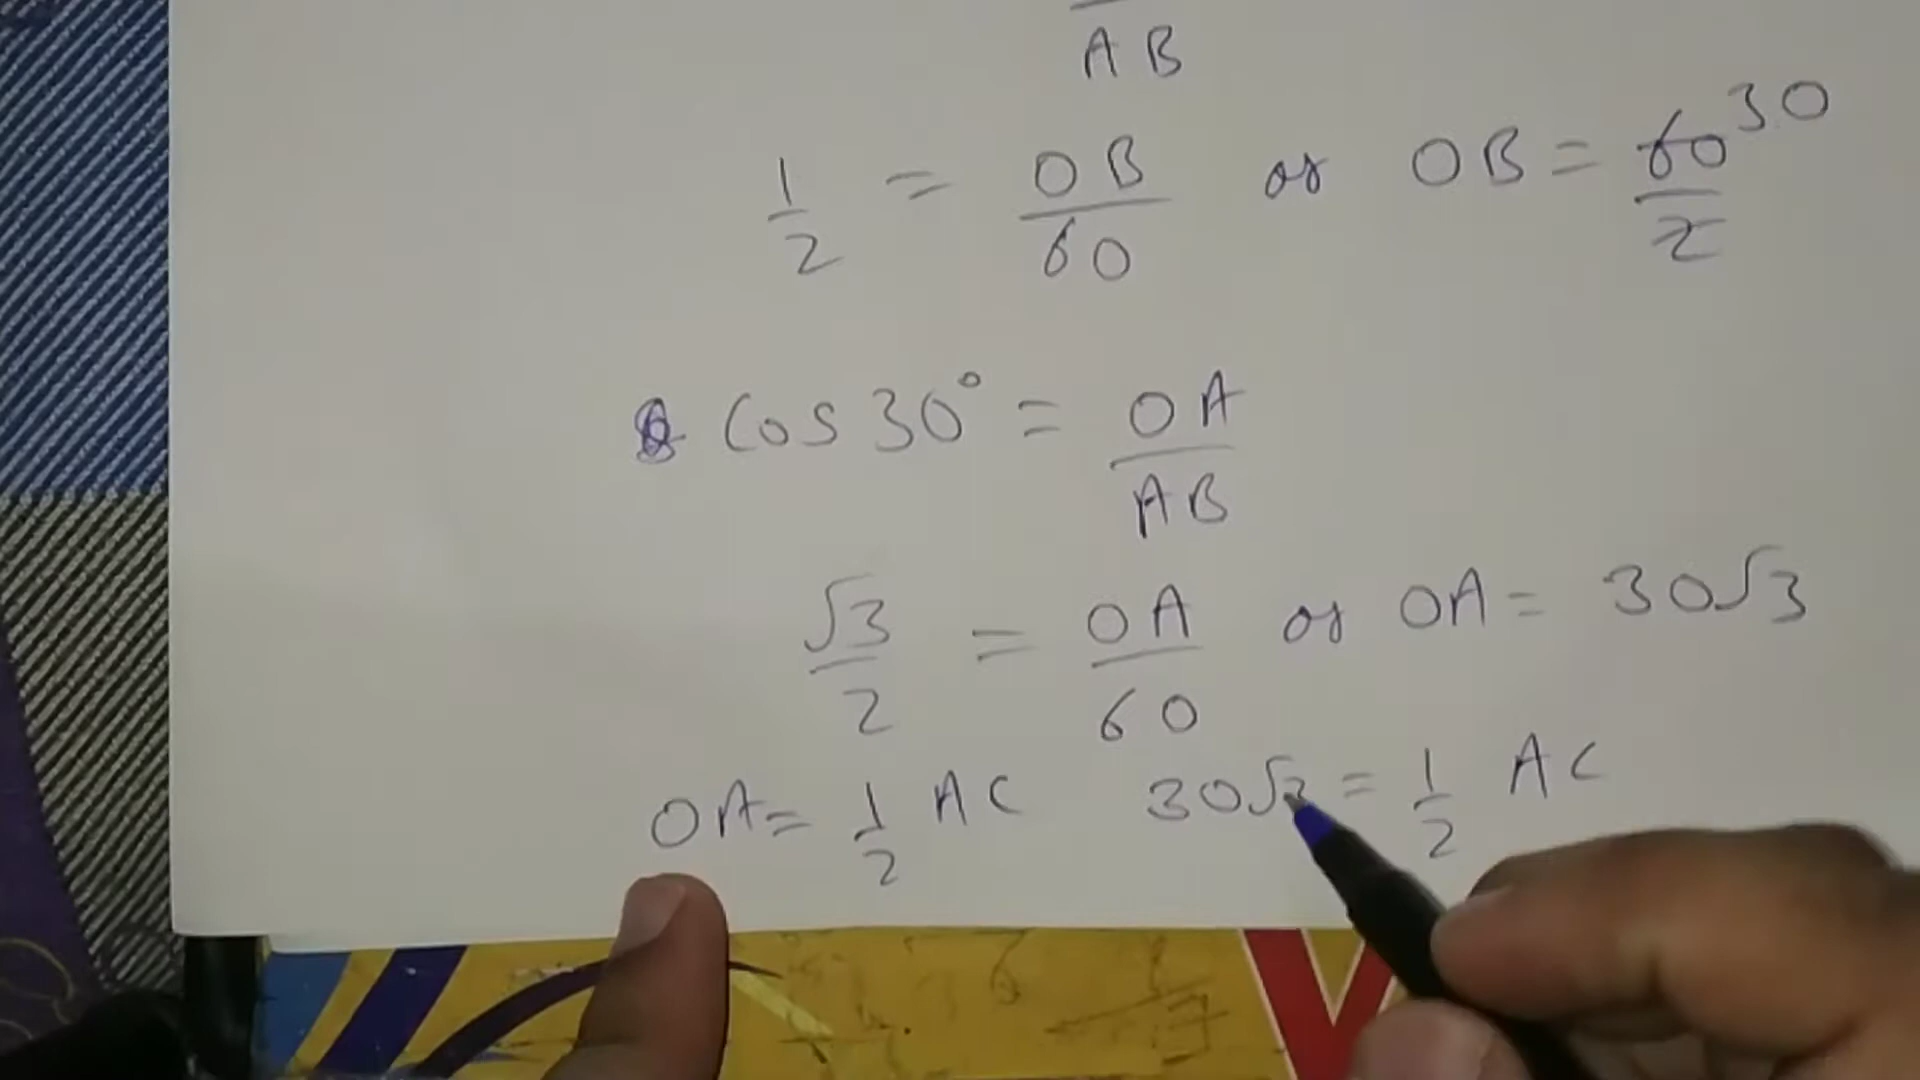 AB
1/2 = OB/60 or OB = 60/2 30
Cos 30° = OA/AB
√3/2 = OA/60 or OA = 30√3
OA = 1/2 AC 30√3 = 1/2 AC